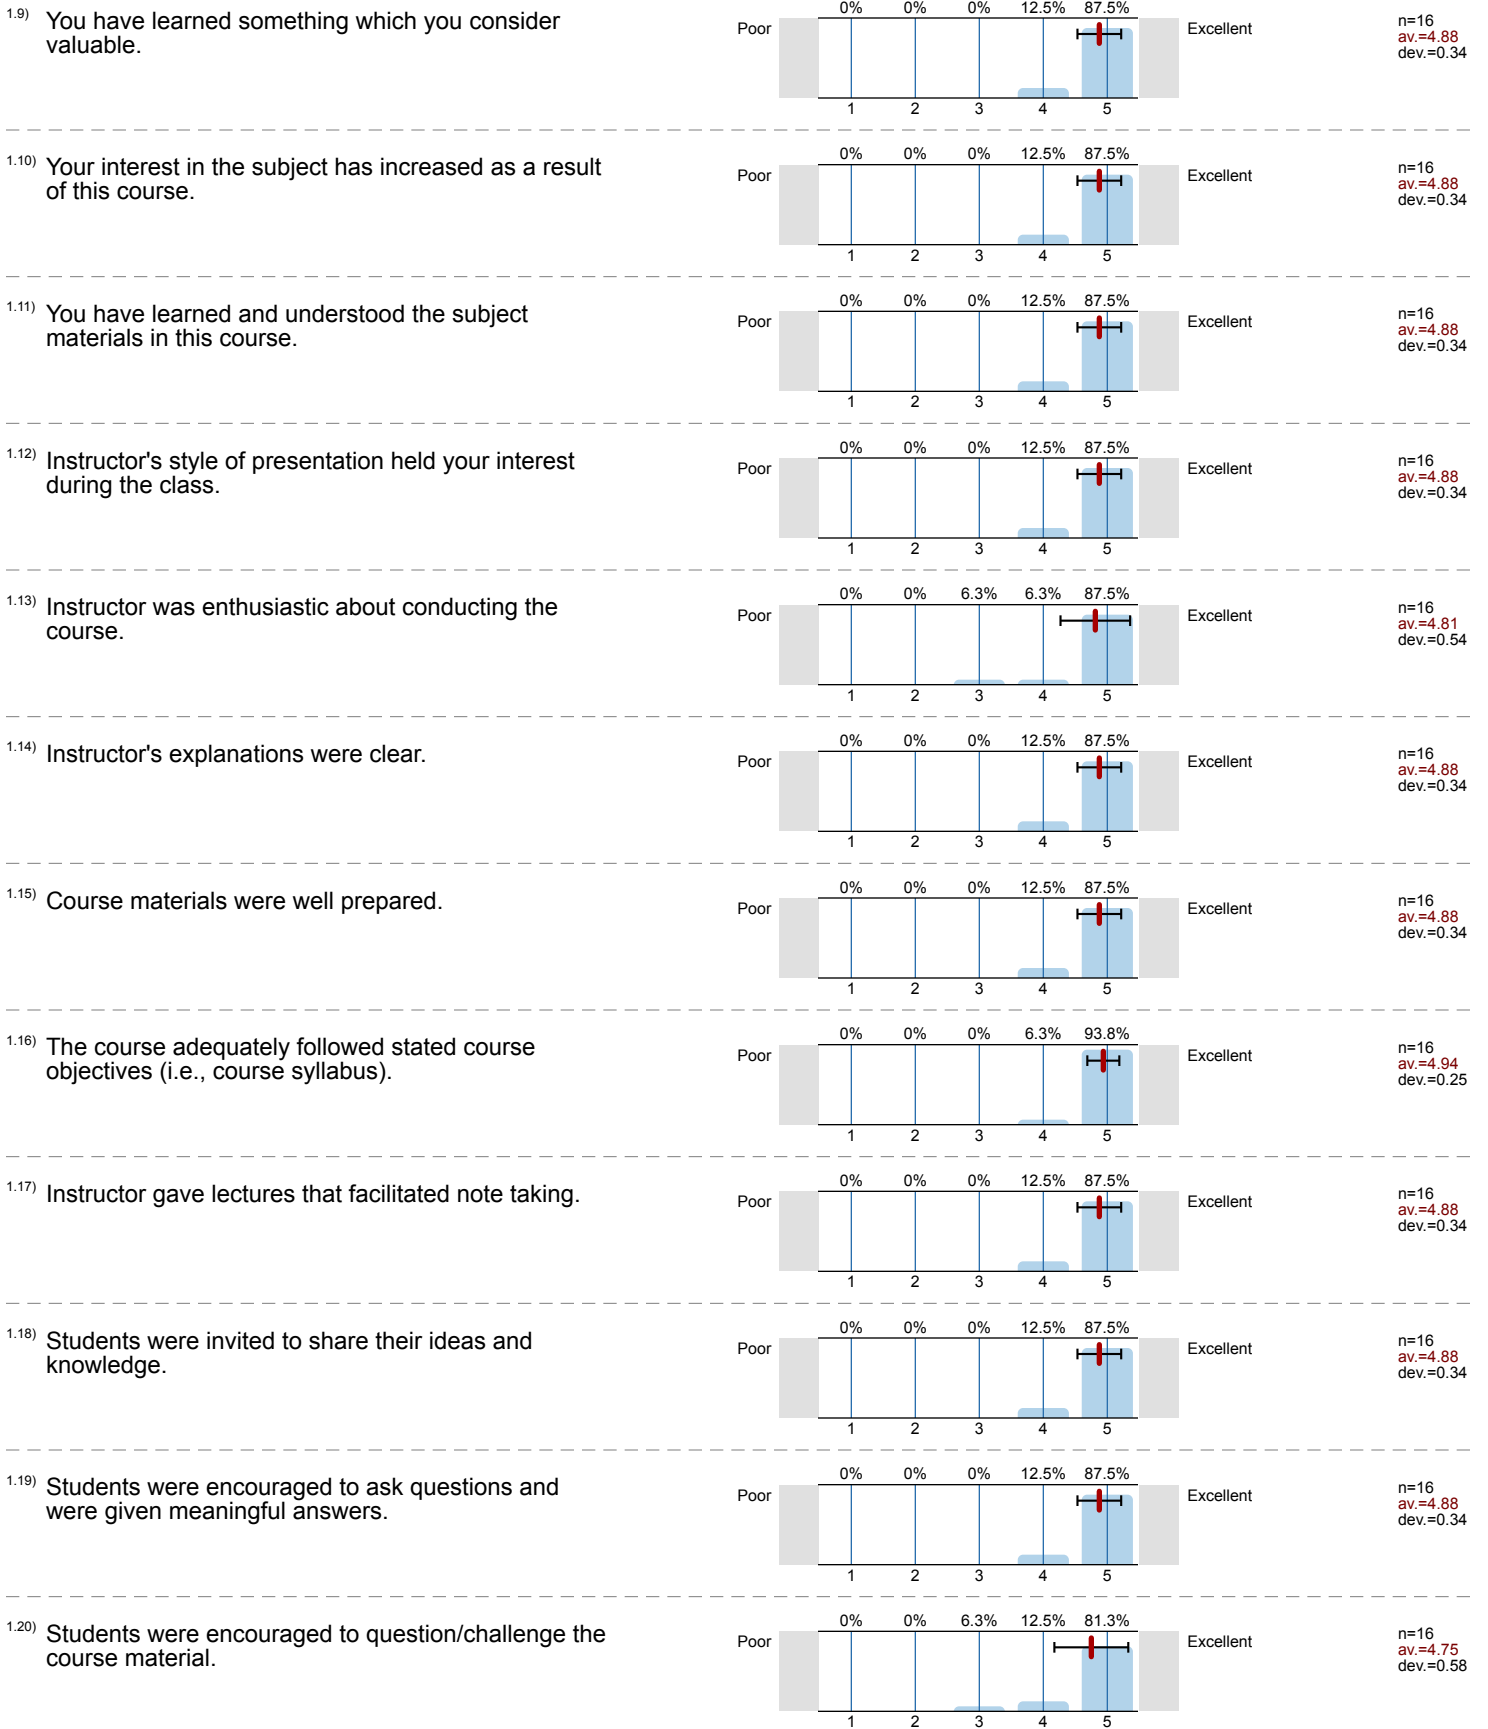 1.9) You have learned something which you consider
valuable.
0% 0% 0% 12.5% 87.5%
Poor Excellent
1 2 3 4 5
n=16
av.=4.88
dev.=0.34
1.10) Your interest in the subject has increased as a result
of this course.
0% 0% 0% 12.5% 87.5%
Poor Excellent
1 2 3 4 5
n=16
av.=4.88
dev.=0.34
1.11) You have learned and understood the subject
materials in this course.
0% 0% 0% 12.5% 87.5%
Poor Excellent
1 2 3 4 5
n=16
av.=4.88
dev.=0.34
1.12) Instructor's style of presentation held your interest
during the class.
0% 0% 0% 12.5% 87.5%
Poor Excellent
1 2 3 4 5
n=16
av.=4.88
dev.=0.34
1.13) Instructor was enthusiastic about conducting the
course.
0% 0% 6.3% 6.3% 87.5%
Poor Excellent
1 2 3 4 5
n=16
av.=4.81
dev.=0.54
1.14) Instructor's explanations were clear.
0% 0% 0% 12.5% 87.5%
Poor Excellent
1 2 3 4 5
n=16
av.=4.88
dev.=0.34
1.15) Course materials were well prepared.
0% 0% 0% 12.5% 87.5%
Poor Excellent
1 2 3 4 5
n=16
av.=4.88
dev.=0.34
1.16) The course adequately followed stated course
objectives (i.e., course syllabus).
0% 0% 0% 6.3% 93.8%
Poor Excellent
1 2 3 4 5
n=16
av.=4.94
dev.=0.25
1.17) Instructor gave lectures that facilitated note taking.
0% 0% 0% 12.5% 87.5%
Poor Excellent
1 2 3 4 5
n=16
av.=4.88
dev.=0.34
1.18) Students were invited to share their ideas and
knowledge.
0% 0% 0% 12.5% 87.5%
Poor Excellent
1 2 3 4 5
n=16
av.=4.88
dev.=0.34
1.19) Students were encouraged to ask questions and
were given meaningful answers.
0% 0% 0% 12.5% 87.5%
Poor Excellent
1 2 3 4 5
n=16
av.=4.88
dev.=0.34
1.20) Students were encouraged to question/challenge the
course material.
0% 0% 6.3% 12.5% 81.3%
Poor Excellent
1 2 3 4 5
n=16
av.=4.75
dev.=0.58